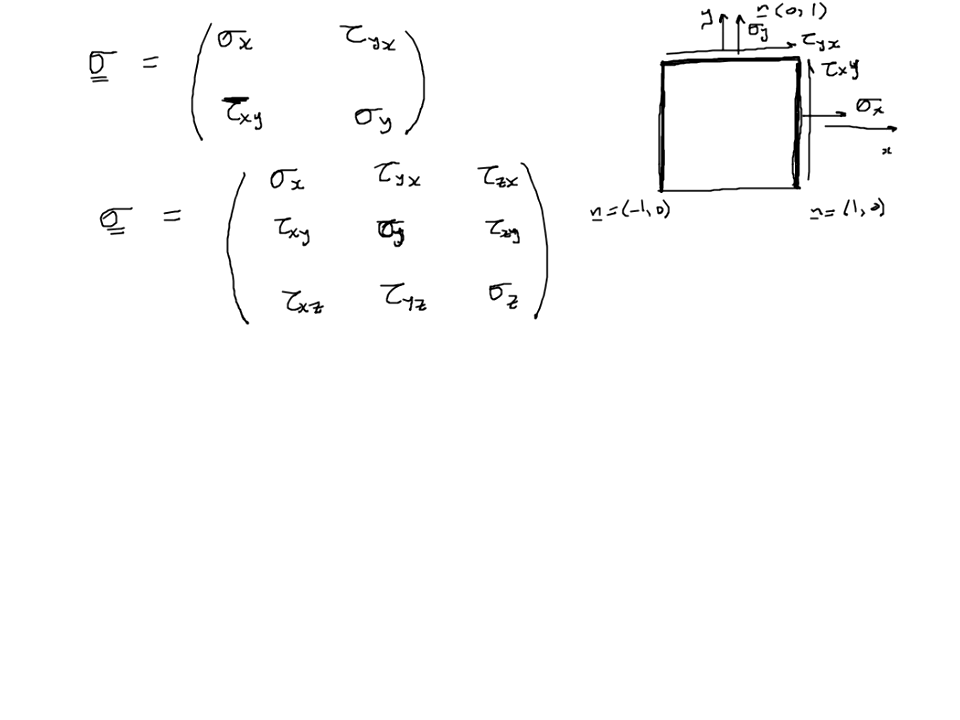 σ = ( σx τyx
τxy σy )
σ = ( σx τyx τzx
τxy σy τzy
τxz τyz σz )
y σy n(0,1)
τyx
τxy
σx
x
n=(-1,0) n=(1,0)